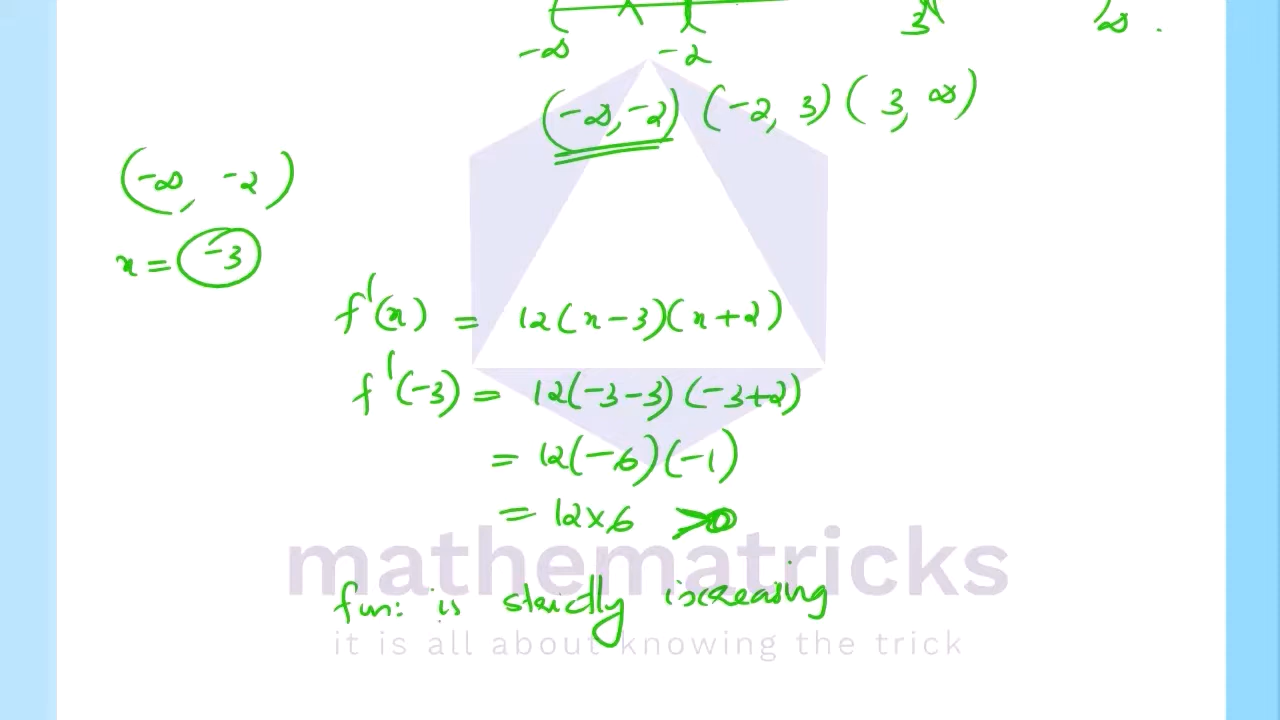 -∞ -2 3 ∞
(-∞, -2) (-2, 3) (3, ∞)
(-∞, -2)
x = -3
f'(x) = 12(x-3)(x+2)
f'(-3) = 12(-3-3)(-3+2)
= 12(-6)(-1)
= 12×6 >0
mathematricks
fun: is strictly increasing
it is all about knowing the trick